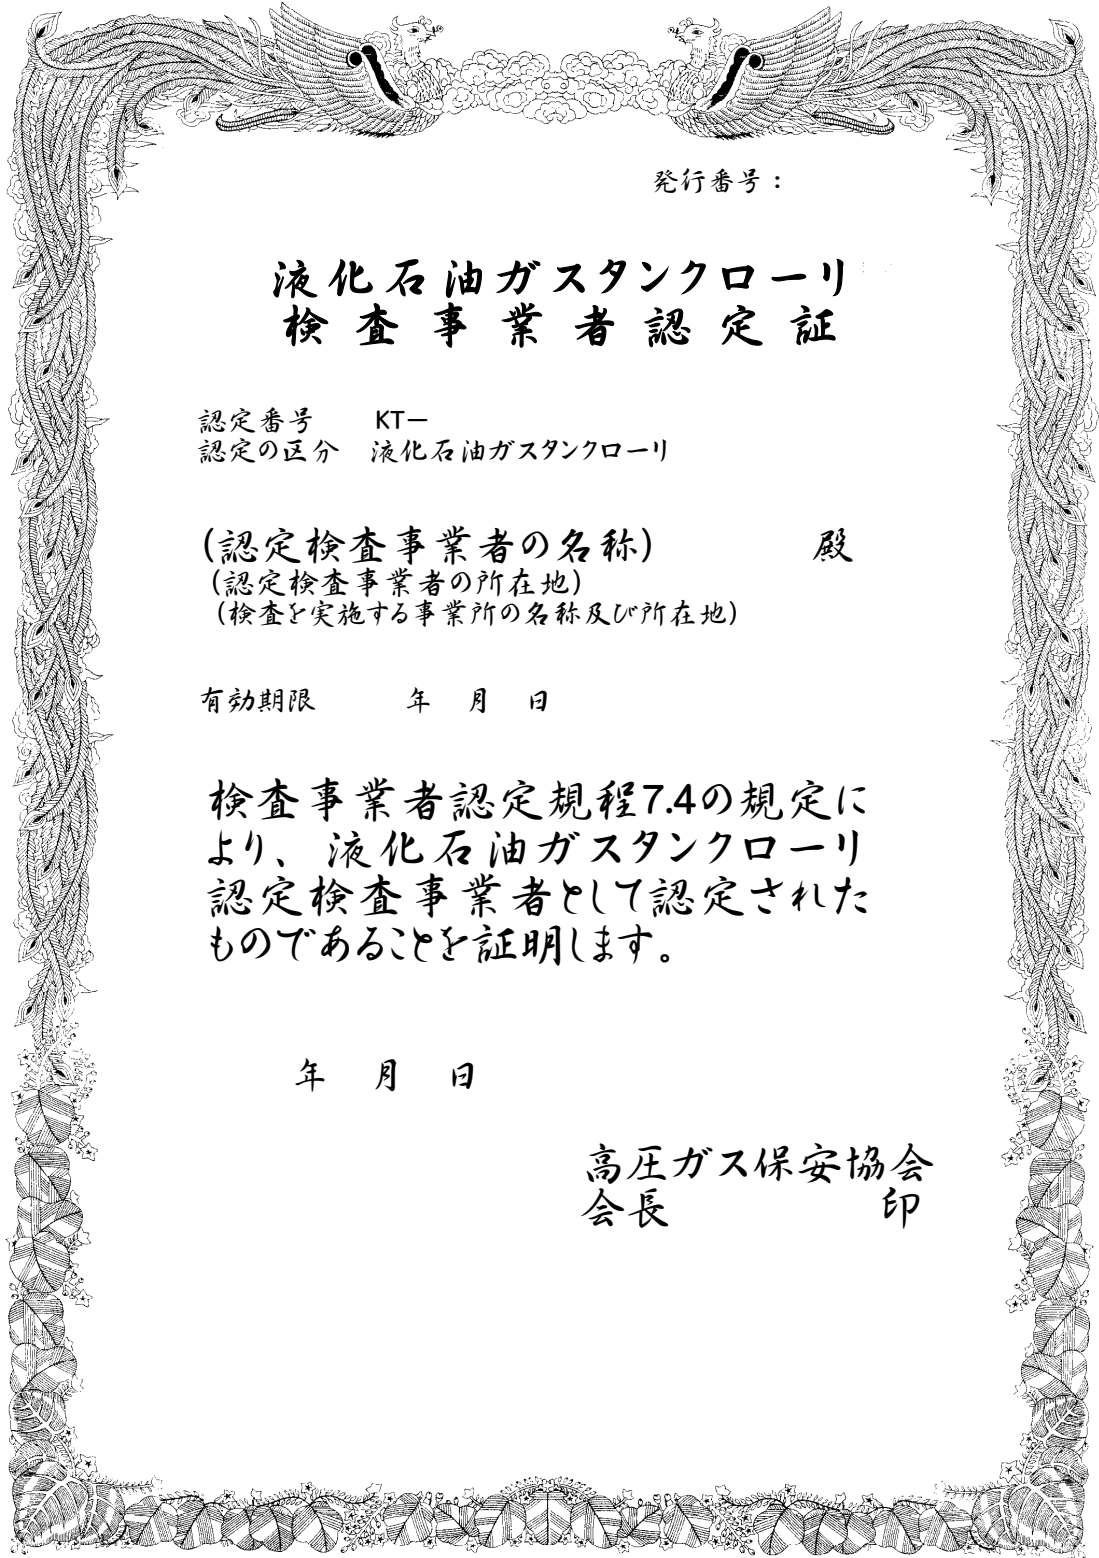 発行番号：
液化石油ガスタンクローリ
検査事業者認定証
認定番号　　KT－
認定の区分　液化石油ガスタンクローリ
（認定検査事業者の名称）　　　　殿
（認定検査事業者の所在地）
（検査を実施する事業所の名称及び所在地）
有効期限　　　年　月　日
検査事業者認定規程7.4の規定に
より、液化石油ガスタンクローリ
認定検査事業者として認定された
ものであることを証明します。
年　月　日
高圧ガス保安協会
会長　　　　　印